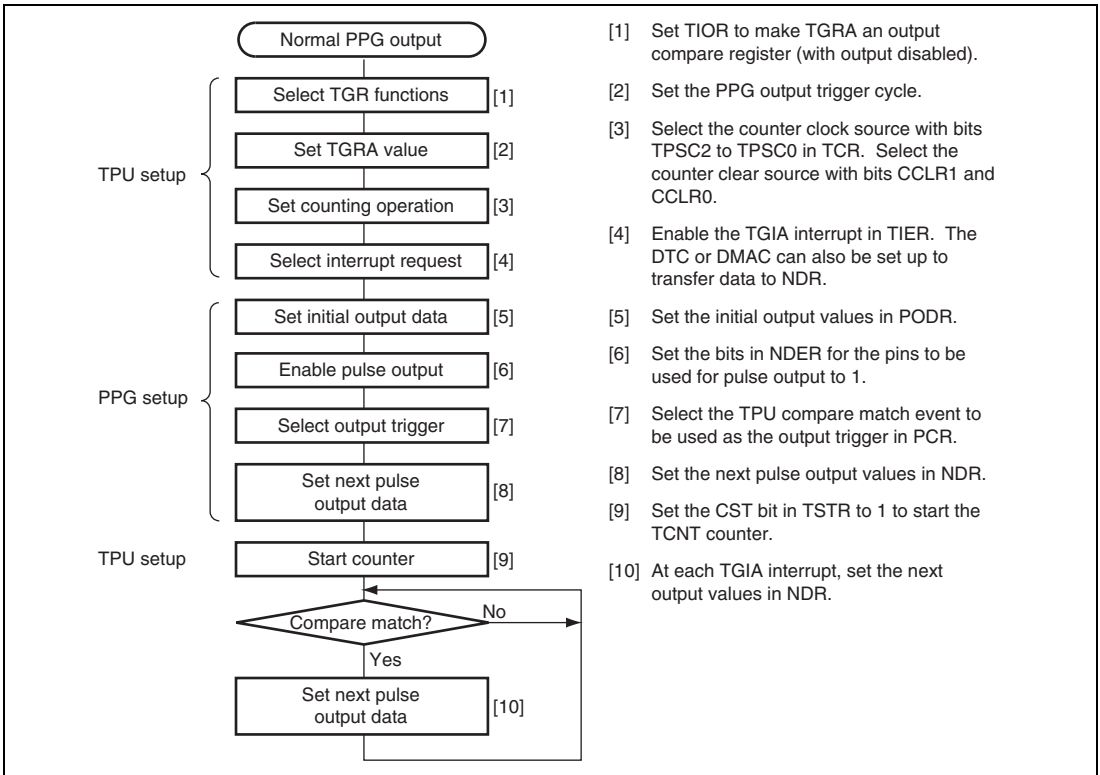 Normal PPG output
Select TGR functions [1]
Set TGRA value [2]
TPU setup
Set counting operation [3]
Select interrupt request [4]
Set initial output data [5]
Enable pulse output [6]
PPG setup
Select output trigger [7]
Set next pulse
output data
[8]
TPU setup
Start counter [9]
Compare match?
No
Yes
Set next pulse
output data
[10]
[1] Set TIOR to make TGRA an output
compare register (with output disabled).
[2] Set the PPG output trigger cycle.
[3] Select the counter clock source with bits
TPSC2 to TPSC0 in TCR. Select the
counter clear source with bits CCLR1 and
CCLR0.
[4] Enable the TGIA interrupt in TIER. The
DTC or DMAC can also be set up to
transfer data to NDR.
[5] Set the initial output values in PODR.
[6] Set the bits in NDER for the pins to be
used for pulse output to 1.
[7] Select the TPU compare match event to
be used as the output trigger in PCR.
[8] Set the next pulse output values in NDR.
[9] Set the CST bit in TSTR to 1 to start the
TCNT counter.
[10] At each TGIA interrupt, set the next
output values in NDR.